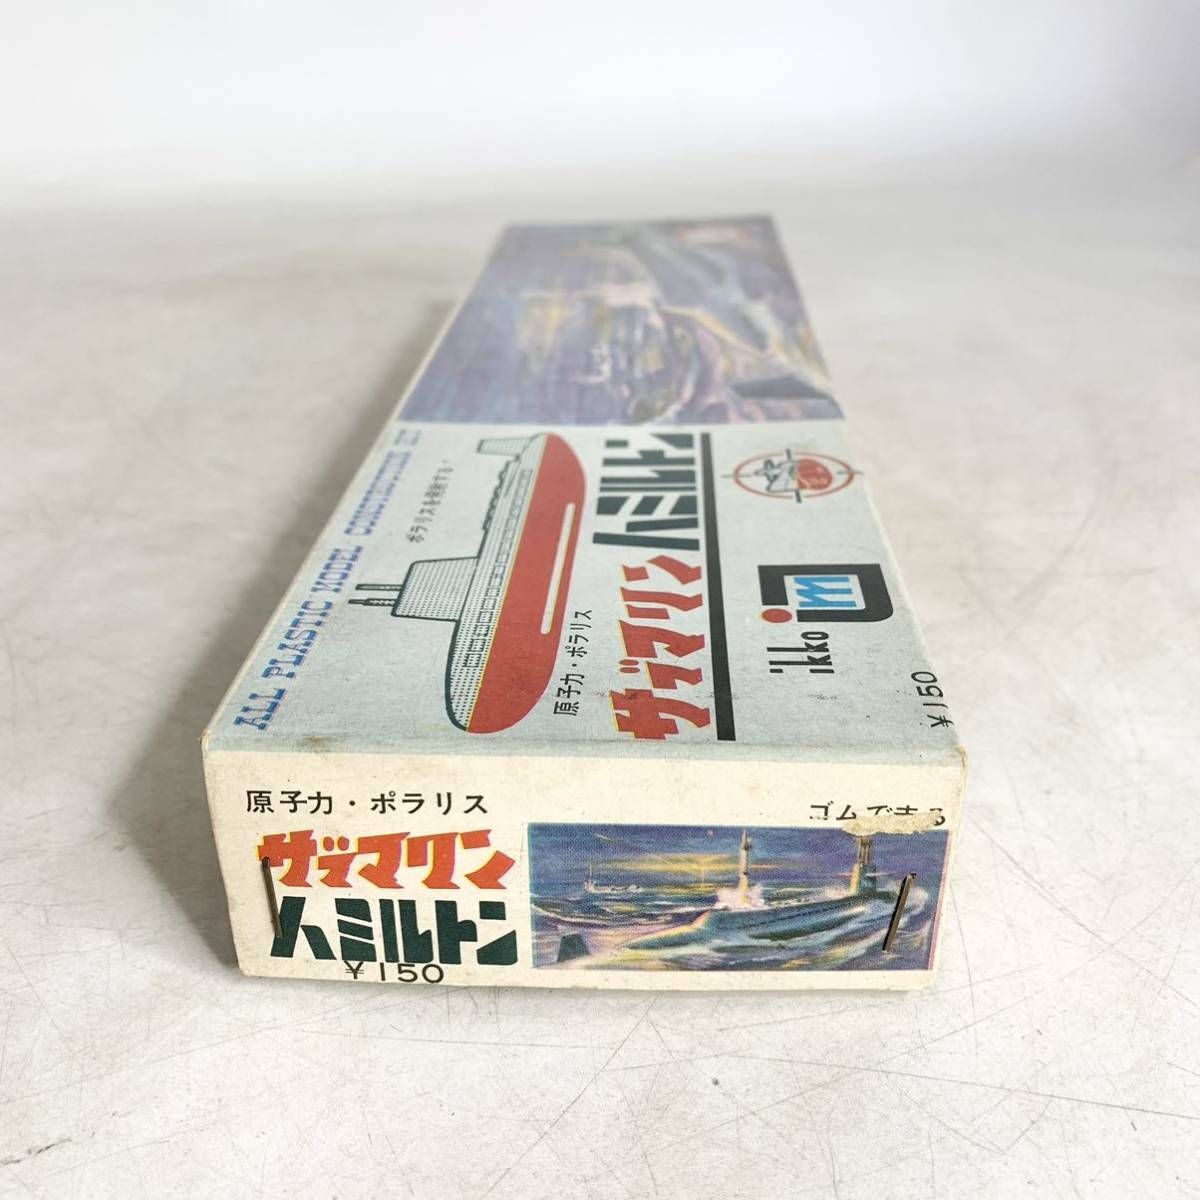 ALL PLASTIC MODEL CONSTRUCTION KIT
ポラリスを発射する!
原子力・ポラリス
サブマリン
ハミルトン
im
ikko
¥150
原子力・ポラリス
サブマリン
ハミルトン
¥150
ゴムで